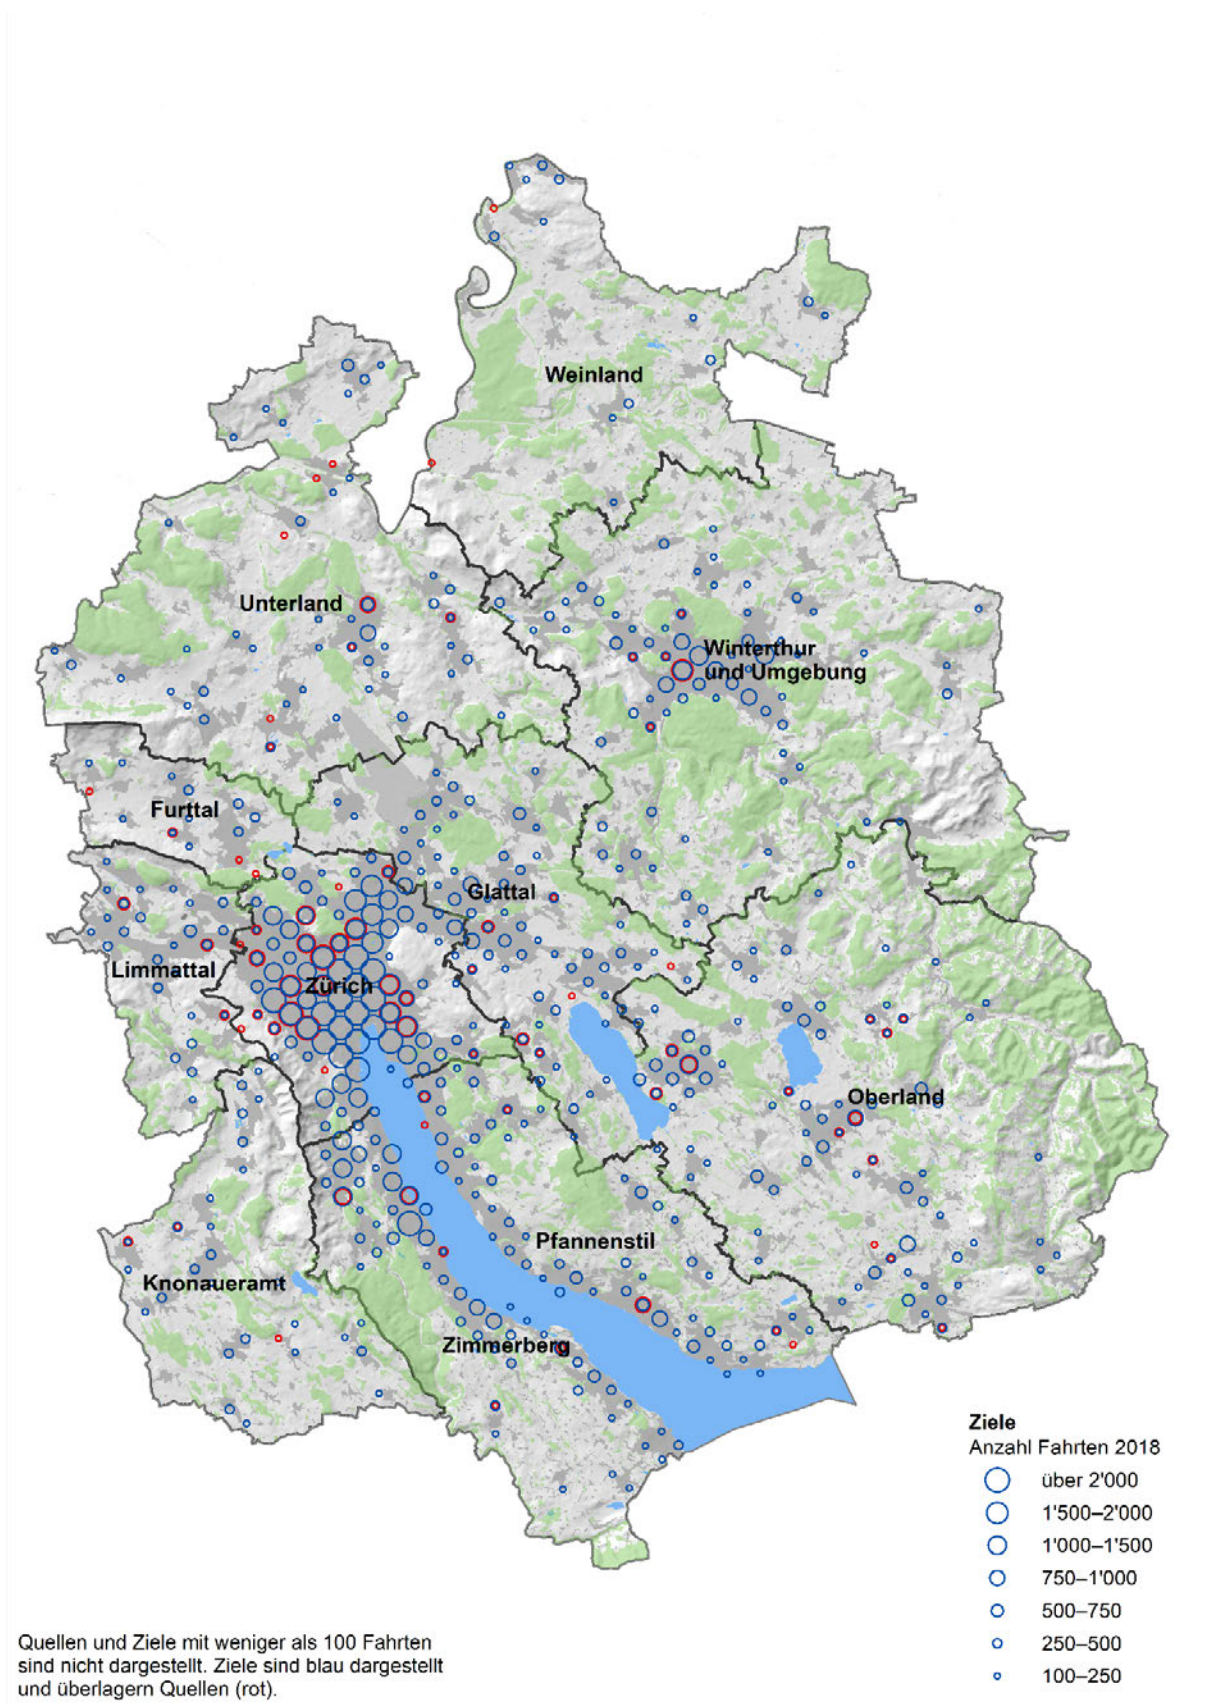 Weinland
Unterland
Winterthur
und Umgebung
Furttal
Glattal
Limmattal
Zürich
Oberland
Pfannenstil
Knonaueramt
Zimmerberg
Ziele
Anzahl Fahrten 2018
über 2'000
1'500–2'000
1'000–1'500
750–1'000
500–750
250–500
100–250
Quellen und Ziele mit weniger als 100 Fahrten
sind nicht dargestellt. Ziele sind blau dargestellt
und überlagern Quellen (rot).